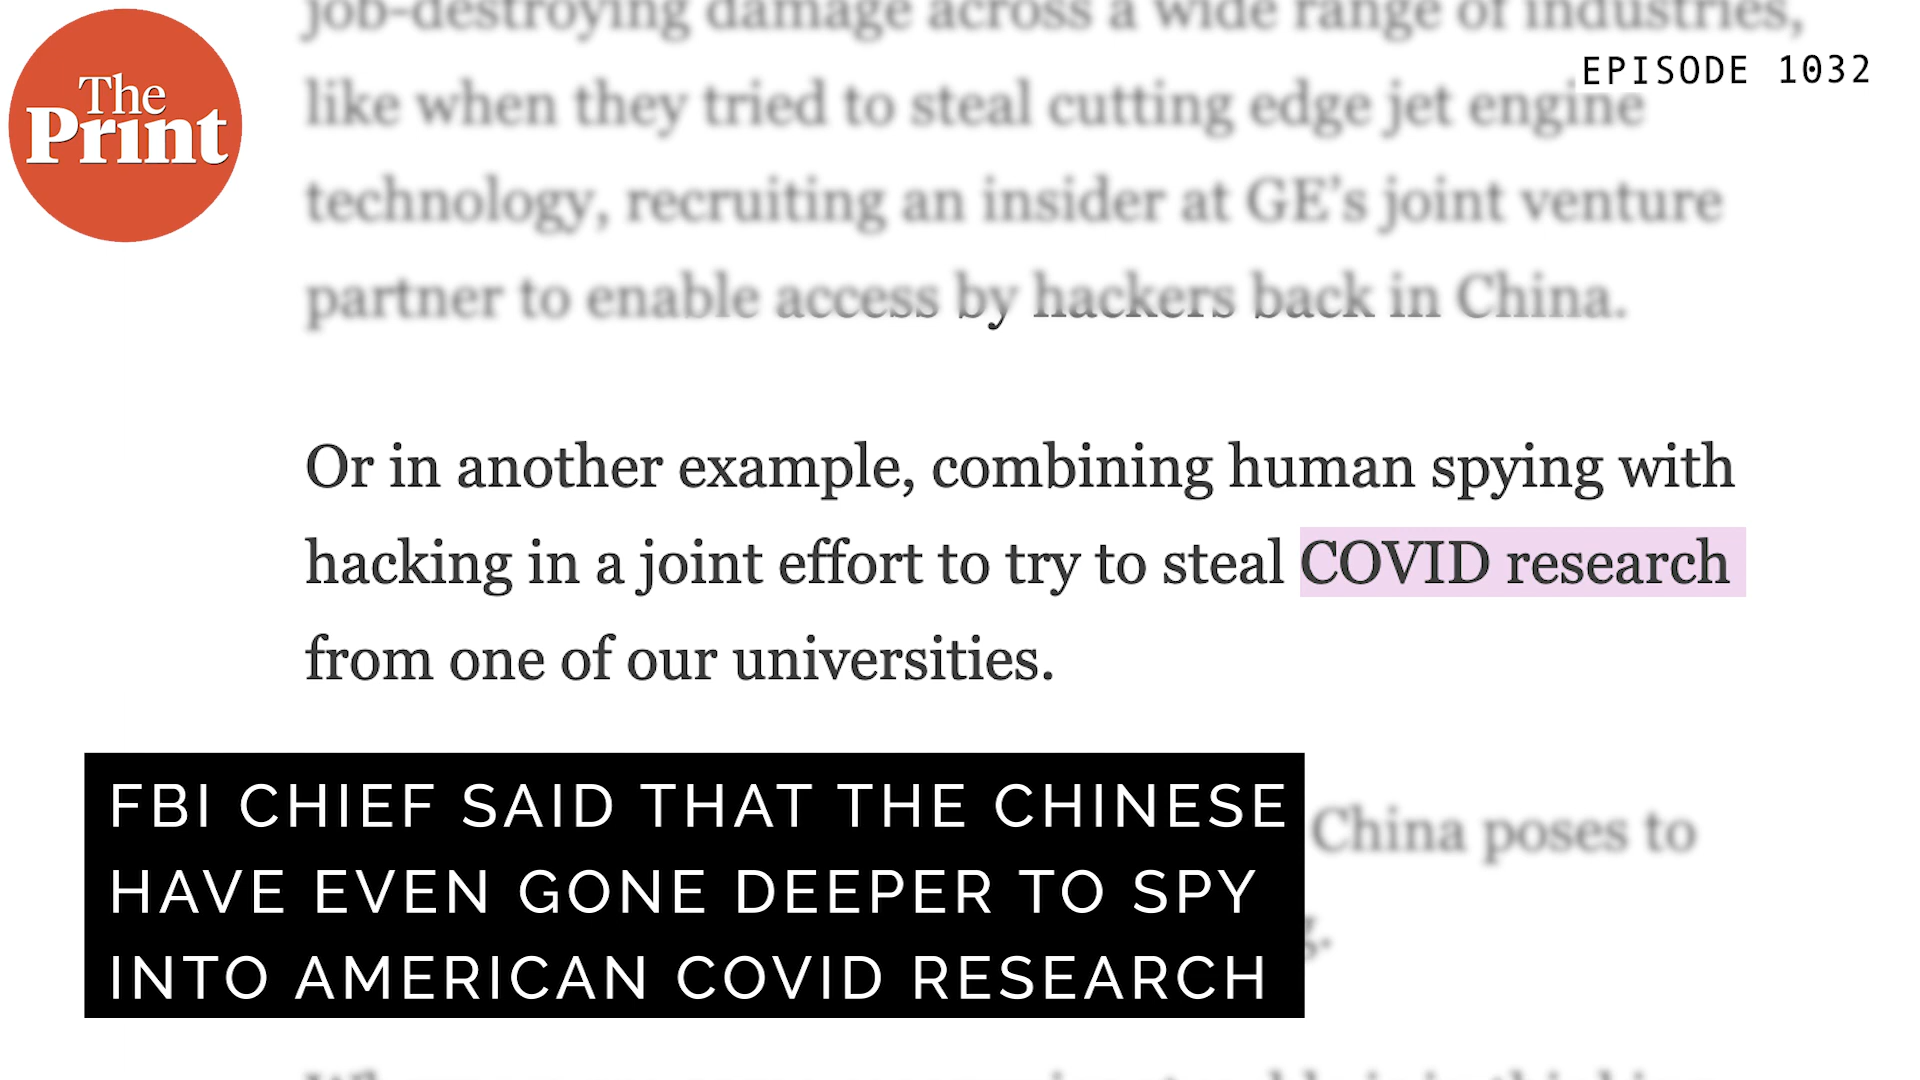 The
Print
EPISODE 1032
job-destroying damage across a wide range of industries,
like when they tried to steal cutting edge jet engine
technology, recruiting an insider at GE’s joint venture
partner to enable access by hackers back in China.
Or in another example, combining human spying with
hacking in a joint effort to try to steal COVID research
from one of our universities.
China poses to
FBI CHIEF SAID THAT THE CHINESE
HAVE EVEN GONE DEEPER TO SPY
INTO AMERICAN COVID RESEARCH